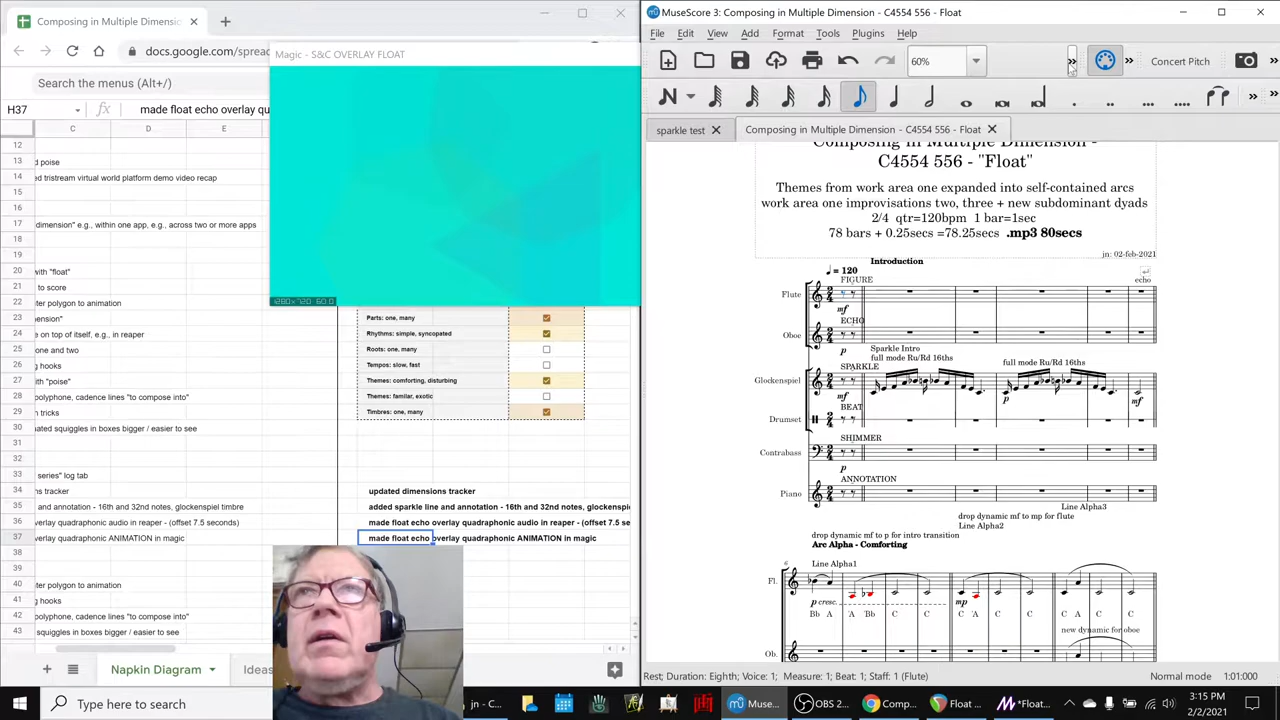 Composing in Multiple Dimensio
docs.google.com/spread
Search the menus (Alt+/)
H37
fx
made float echo overlay qu
C
D
E
12
13
d poise
14
ed tristream virtual world platform demo video recap
15
16
17
dimension" e.g., within one app, e.g., across two or more apps
18
19
20
with "float"
21
to score
22
eter polygon to animation
23
ension"
24
e on top of itself, e.g., in reaper
25
one and two
26
g hooks
27
with "poise"
28
polyphone, cadence lines "to compose into"
29
n tricks
30
nated squiggles in boxes bigger / easier to see
31
32
33
series" log tab
34
ns tracker
35
and annotation - 16th and 32nd notes, glockenspiel timbre
36
verlay quadraphonic audio in reaper - (offset 7.5 seconds)
37
verlay quadraphonic ANIMATION in magic
38
39
40
eter polygon to animation
41
g hooks
42
polyphone, cadence lines "to compose into"
43
squiggles in boxes bigger / easier to see
Magic - S&C OVERLAY FLOAT
1280x720 60.0
Parts: one, many
Rhythms: simple, syncopated
Roots: one, many
Tempos: slow, fast
Themes: comforting, disturbing
Themes: familar, exotic
Timbres: one, many
updated dimensions tracker
added sparkle line and annotation - 16th and 32nd notes, glockenspie
made float echo overlay quadraphonic audio in reaper - (offset 7.5 se
made float echo overlay quadraphonic ANIMATION in magic
Napkin Diagram
Ideas
MuseScore 3: Composing in Multiple Dimension - C4554 556 - Float
File Edit View Add Format Tools Plugins Help
60%
Concert Pitch
N
sparkle test
Composing in Multiple Dimension - C4554 556 - Float
Composing in Multiple Dimension -
C4554 556 - "Float"
Themes from work area one expanded into self-contained arcs
work area one improvisations two, three + new subdominant dyads
2/4 qtr=120bpm 1 bar=1sec
78 bars + 0.25secs =78.25secs .mp3 80secs
jn: 02-feb-2021
Introduction
= 120
FIGURE
echo
Flute
mf
ECHO
Oboe
p
Sparkle Intro
full mode Ru/Rd 16ths
full mode Ru/Rd 16ths
SPARKLE
Glockenspiel
mf
p
mf
BEAT
Drumset
SHIMMER
Contrabass
p
ANNOTATION
Piano
Line Alpha3
drop dynamic mf to mp for flute
Line Alpha2
drop dynamic mf to p for intro transition
Arc Alpha - Comforting
Line Alpha1
6
Fl.
p cresc.
mp
Bb A A Bb C C C A C C C A C C
new dynamic for oboe
Ob.
Rest; Duration: Eighth; Voice: 1; Measure: 1; Beat: 1; Staff: 1 (Flute)
Normal mode
1:01:000
Type here to search
jn - C
Muse...
OBS 2...
Comp...
Float ...
*Float...
3:15 PM
2/2/2021